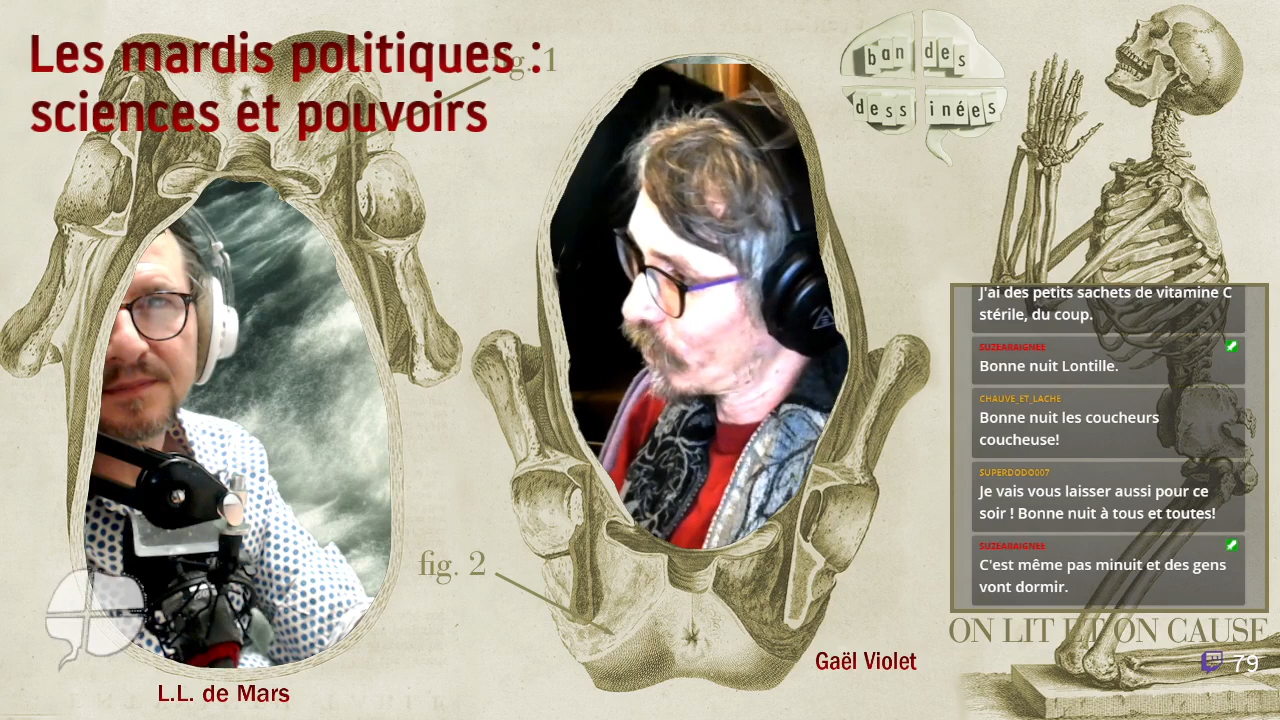 Les mardis politiques :
sciences et pouvoirs
fig. 1
ban des
dess inées
J'ai des petits sachets de vitamine C
stérile, du coup.
SUZEARAIGNEE
Bonne nuit Lontille.
CHAUVE_ET_LACHE
Bonne nuit les coucheurs
coucheuse!
SUPERDODO007
Je vais vous laisser aussi pour ce
soir ! Bonne nuit à tous et toutes!
SUZEARAIGNEE
C'est même pas minuit et des gens
vont dormir.
fig. 2
ON LIT ET ON CAUSE
79
Gaël Violet
L.L. de Mars